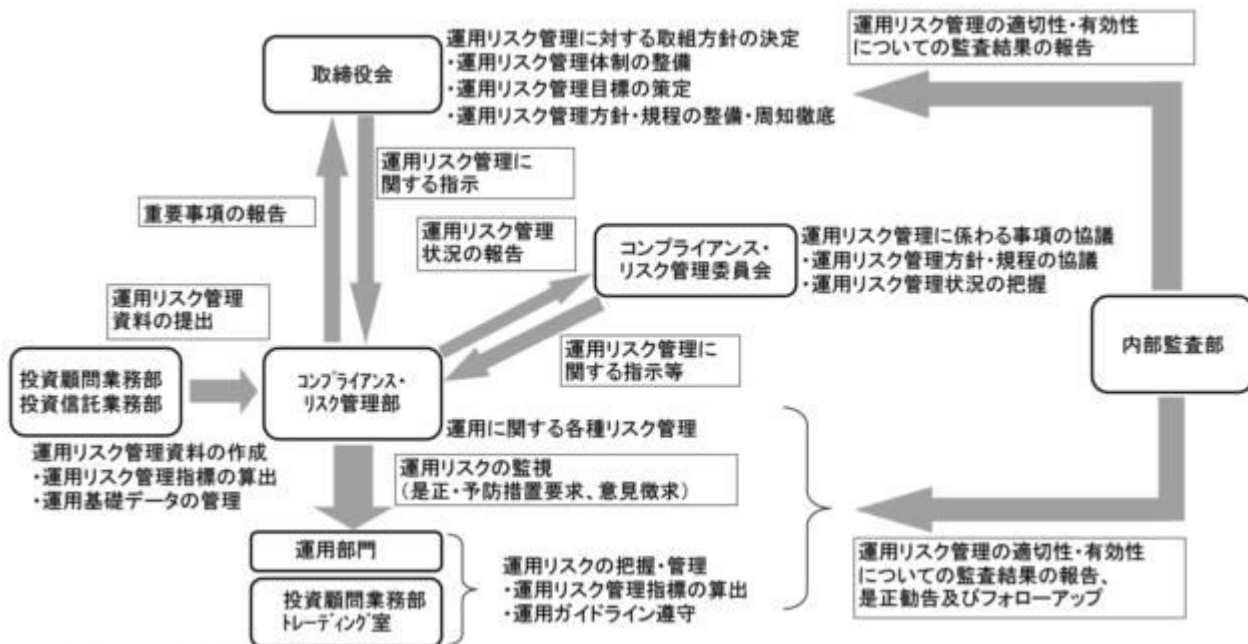 取締役会
運用リスク管理に対する取組方針の決定
・運用リスク管理体制の整備
・運用リスク管理目標の策定
・運用リスク管理方針・規程の整備・周知徹底
運用リスク管理の適切性・有効性
についての監査結果の報告
運用リスク管理に
関する指示
重要事項の報告
運用リスク管理
状況の報告
コンプライアンス・
リスク管理委員会
運用リスク管理に係わる事項の協議
・運用リスク管理方針・規程の協議
・運用リスク管理状況の把握
運用リスク管理
資料の提出
運用リスク管理に
関する指示等
内部監査部
投資顧問業務部
投資信託業務部
コンプライアンス・
リスク管理部
運用に関する各種リスク管理
運用リスク管理資料の作成
・運用リスク管理指標の算出
・運用基礎データの管理
運用リスクの監視
(是正・予防措置要求、意見徴求)
運用部門
投資顧問業務部
トレーディング室
運用リスクの把握・管理
・運用リスク管理指標の算出
・運用ガイドライン遵守
運用リスク管理の適切性・有効性
についての監査結果の報告、
是正勧告及びフォローアップ